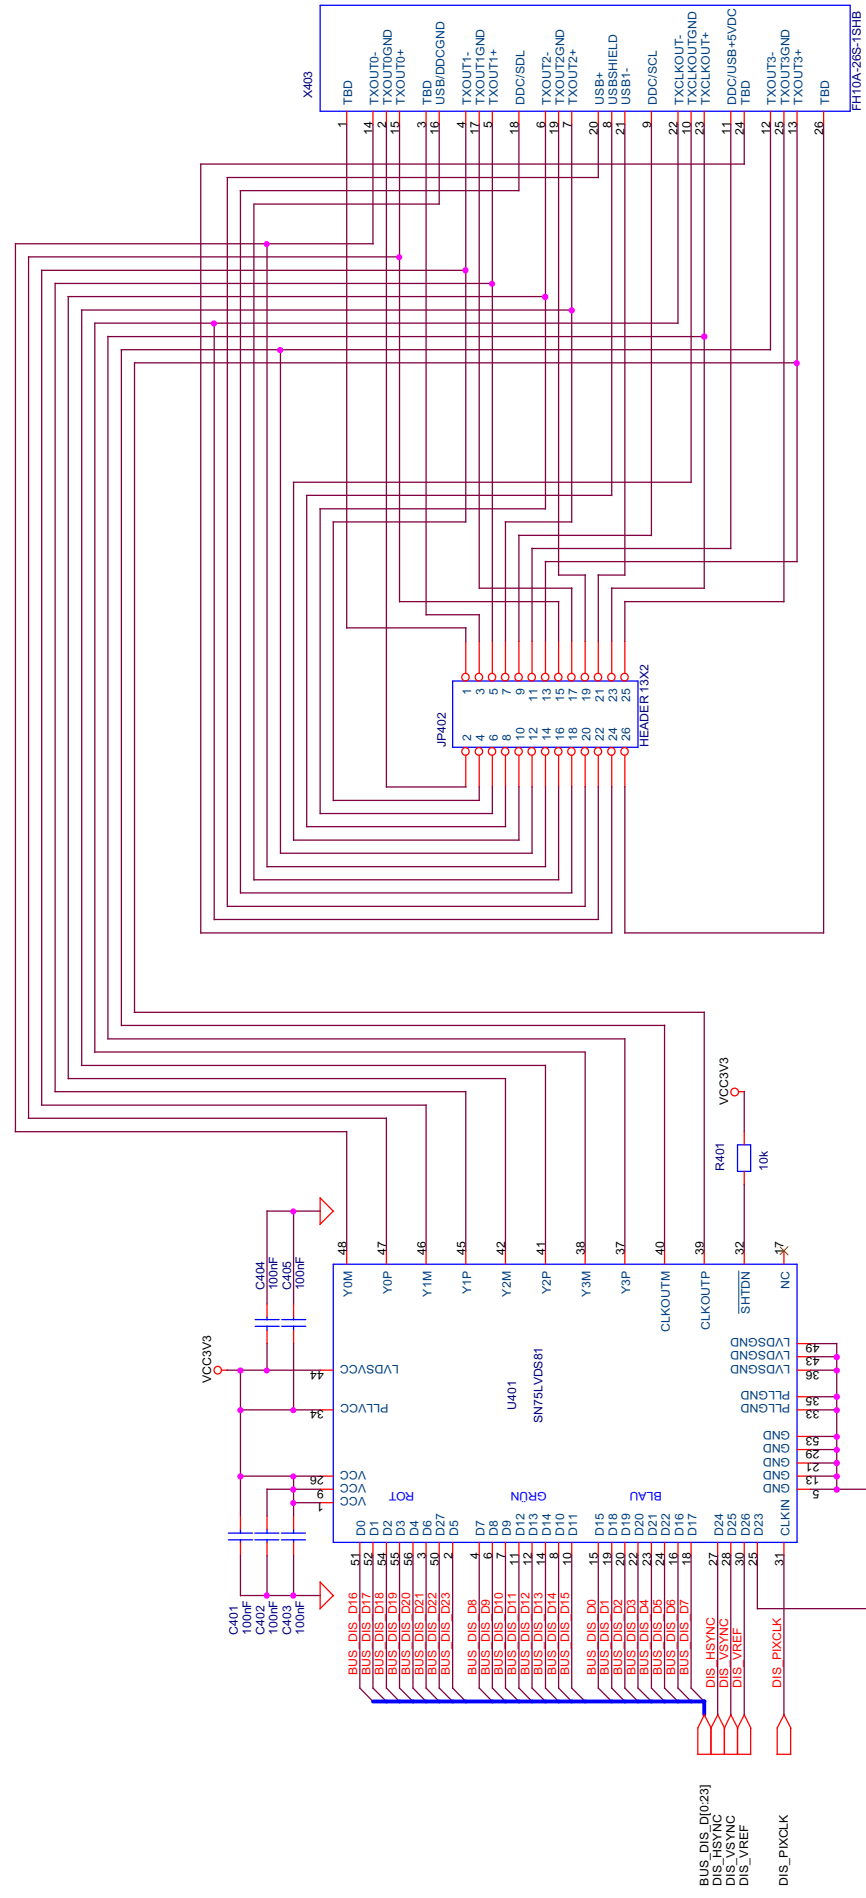 X403
TBD
TXOUT0-
TXOUT0GND
TXOUT0+
TBD
USB/DDCGND
TXOUT1-
TXOUT1GND
TXOUT1+
DDC/SDL
TXOUT2-
TXOUT2GND
TXOUT2+
USB+
USBSHIELD
USB1-
DDC/SCL
TXCLKOUT-
TXCLKOUTGND
TXCLKOUT+
DDC/USB+5VDC
TBD
TXOUT3-
TXOUT3GND
TXOUT3+
TBD
FH10A-26S-1SHB
1
14
2
15
3
16
4
17
5
18
6
19
7
20
8
21
9
22
10
23
11
24
12
25
13
26
JP402
1
3
5
7
9
11
13
15
17
19
21
23
25
2
4
6
8
10
12
14
16
18
20
22
24
26
HEADER 13X2
VCC3V3
R401
10k
C404
100nF
C405
100nF
VCC3V3
48
47
46
45
42
41
38
37
40
39
32
17
Y0M
Y0P
Y1M
Y1P
Y2M
Y2P
Y3M
Y3P
CLKOUTM
CLKOUTP
SHTDN
NC
44
34
26
9
1
LVDSVCC
PLLVCC
VCC
VCC
VCC
U401
SN75LVDS81
LVDSGND
LVDSGND
LVDSGND
PLLGND
PLLGND
GND
GND
GND
GND
GND
49
43
36
35
33
53
29
21
13
5
ROT
GRÜN
BLAU
D0
D1
D2
D3
D4
D6
D27
D5
D7
D8
D9
D12
D13
D14
D10
D11
D15
D18
D19
D20
D21
D22
D16
D17
D24
D25
D26
D23
CLKIN
51
52
54
55
56
3
50
2
4
6
7
11
12
14
8
10
15
19
20
22
23
24
16
18
27
28
30
25
31
C401
100nF
C402
100nF
C403
100nF
BUS_DIS_D16
BUS_DIS_D17
BUS_DIS_D18
BUS_DIS_D19
BUS_DIS_D20
BUS_DIS_D21
BUS_DIS_D22
BUS_DIS_D23
BUS_DIS_D8
BUS_DIS_D9
BUS_DIS_D10
BUS_DIS_D11
BUS_DIS_D12
BUS_DIS_D13
BUS_DIS_D14
BUS_DIS_D15
BUS_DIS_D0
BUS_DIS_D1
BUS_DIS_D2
BUS_DIS_D3
BUS_DIS_D4
BUS_DIS_D5
BUS_DIS_D6
BUS_DIS_D7
DIS_HSYNC
DIS_VSYNC
DIS_VREF
DIS_PIXCLK
BUS_DIS_D[0:23]
DIS_HSYNC
DIS_VSYNC
DIS_VREF
DIS_PIXCLK